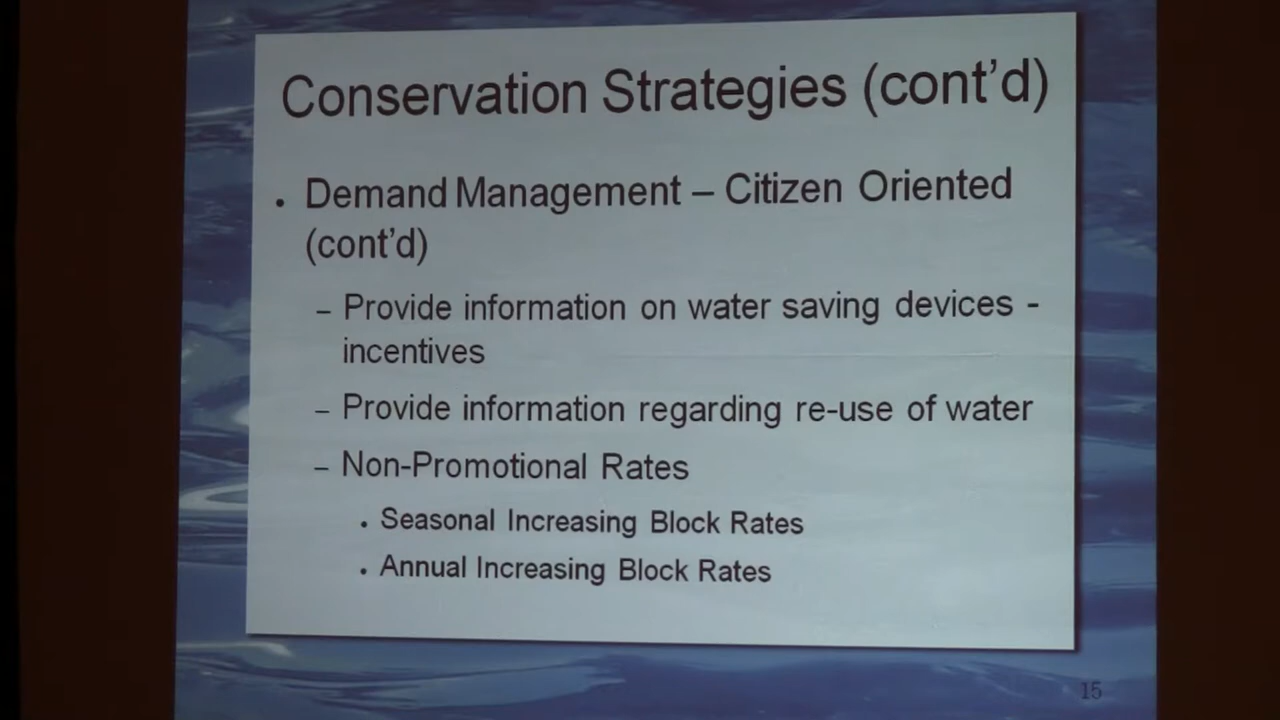 Conservation Strategies (cont'd)
• Demand Management – Citizen Oriented
(cont'd)
– Provide information on water saving devices -
incentives
– Provide information regarding re-use of water
– Non-Promotional Rates
• Seasonal Increasing Block Rates
• Annual Increasing Block Rates
15